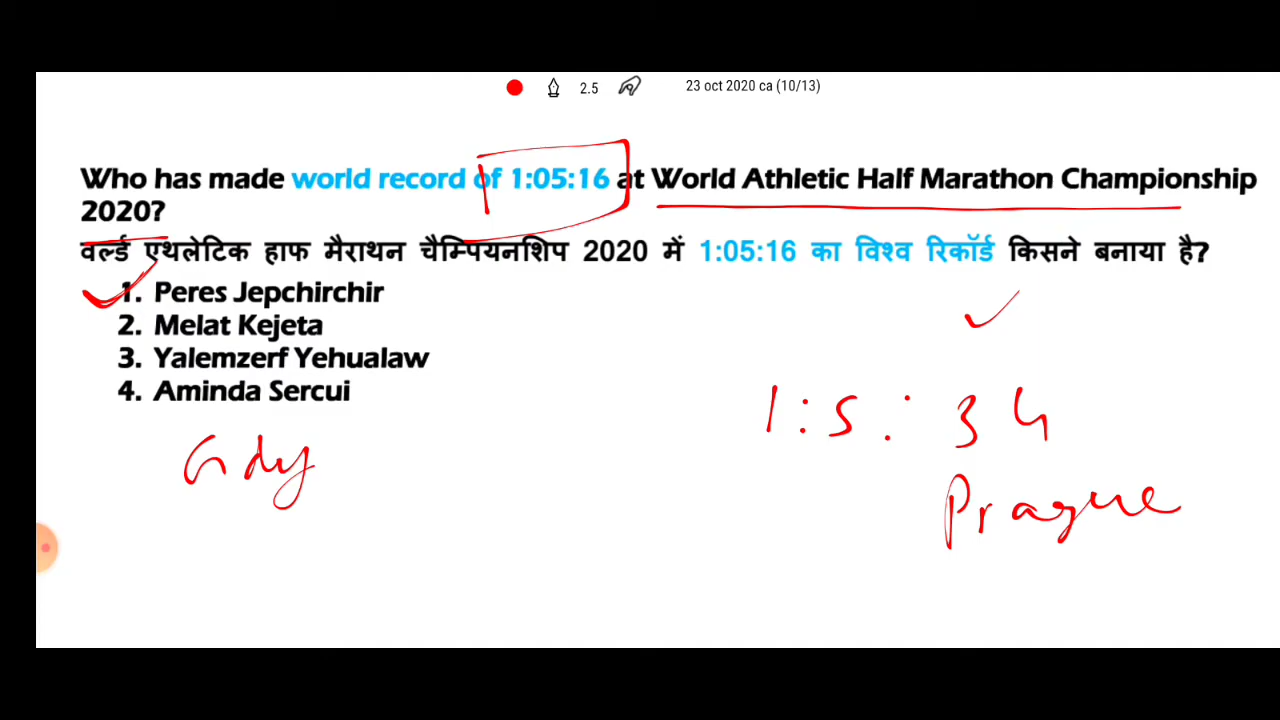 2.5 23 oct 2020 ca (10/13)
Who has made world record of 1:05:16 at World Athletic Half Marathon Championship
2020?
वर्ल्ड एथलेटिक हाफ मैराथन चैम्पियनशिप 2020 में 1:05:16 का विश्व रिकॉर्ड किसने बनाया है?
1. Peres Jepchirchir
2. Melat Kejeta
3. Yalemzerf Yehualaw
4. Aminda Sercui
1:5:34
Gdy
Prague